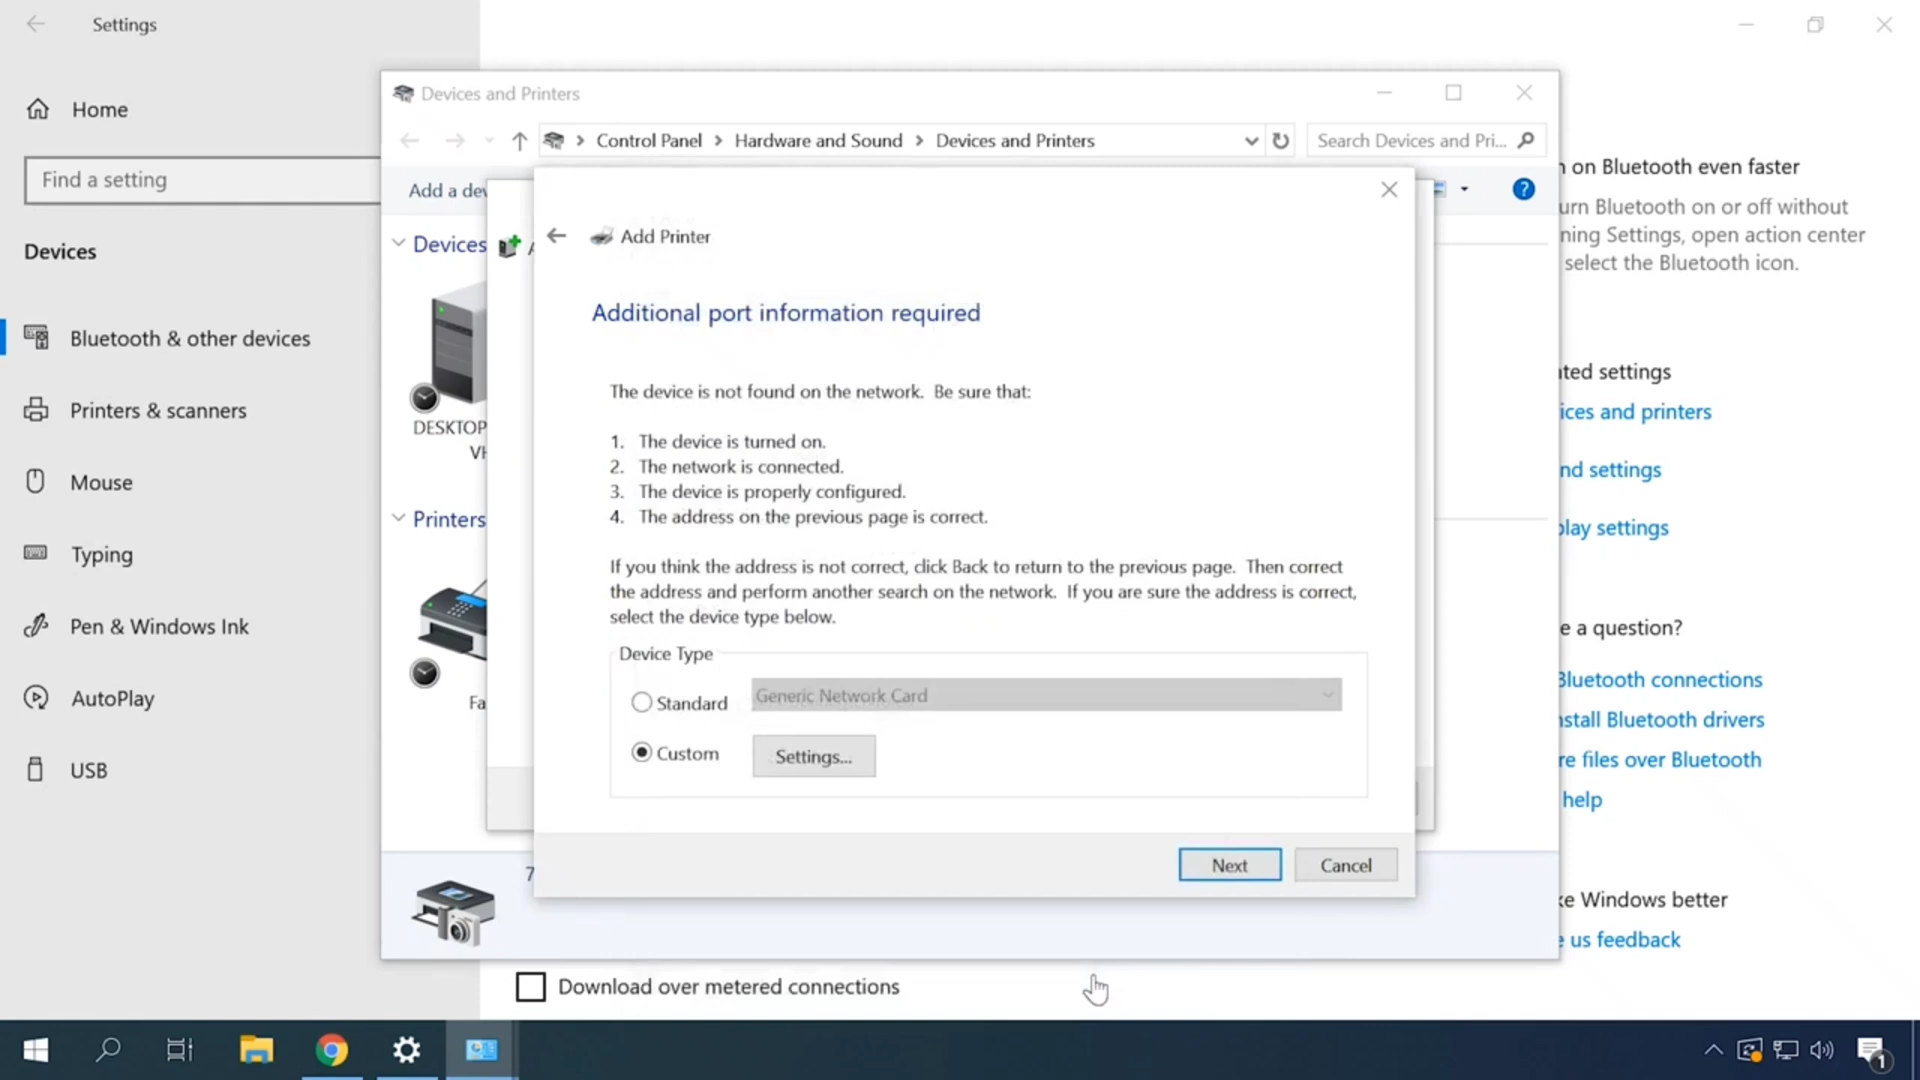 Settings
Home
Find a setting
Devices
Bluetooth & other devices
Printers & scanners
Mouse
Typing
Pen & Windows Ink
AutoPlay
USB
Devices and Printers
Control Panel > Hardware and Sound > Devices and Printers
Search Devices and Pri...
Add a dev
?
Devices
DESKTOP
VH
Printers
Fa
7
Add Printer
Additional port information required
The device is not found on the network. Be sure that:
1. The device is turned on.
2. The network is connected.
3. The device is properly configured.
4. The address on the previous page is correct.
If you think the address is not correct, click Back to return to the previous page. Then correct
the address and perform another search on the network. If you are sure the address is correct,
select the device type below.
Device Type
Standard
Generic Network Card
Custom
Settings...
Next
Cancel
Download over metered connections
on Bluetooth even faster
urn Bluetooth on or off without
ning Settings, open action center
select the Bluetooth icon.
ated settings
ices and printers
nd settings
play settings
e a question?
Bluetooth connections
nstall Bluetooth drivers
re files over Bluetooth
help
ke Windows better
e us feedback
1